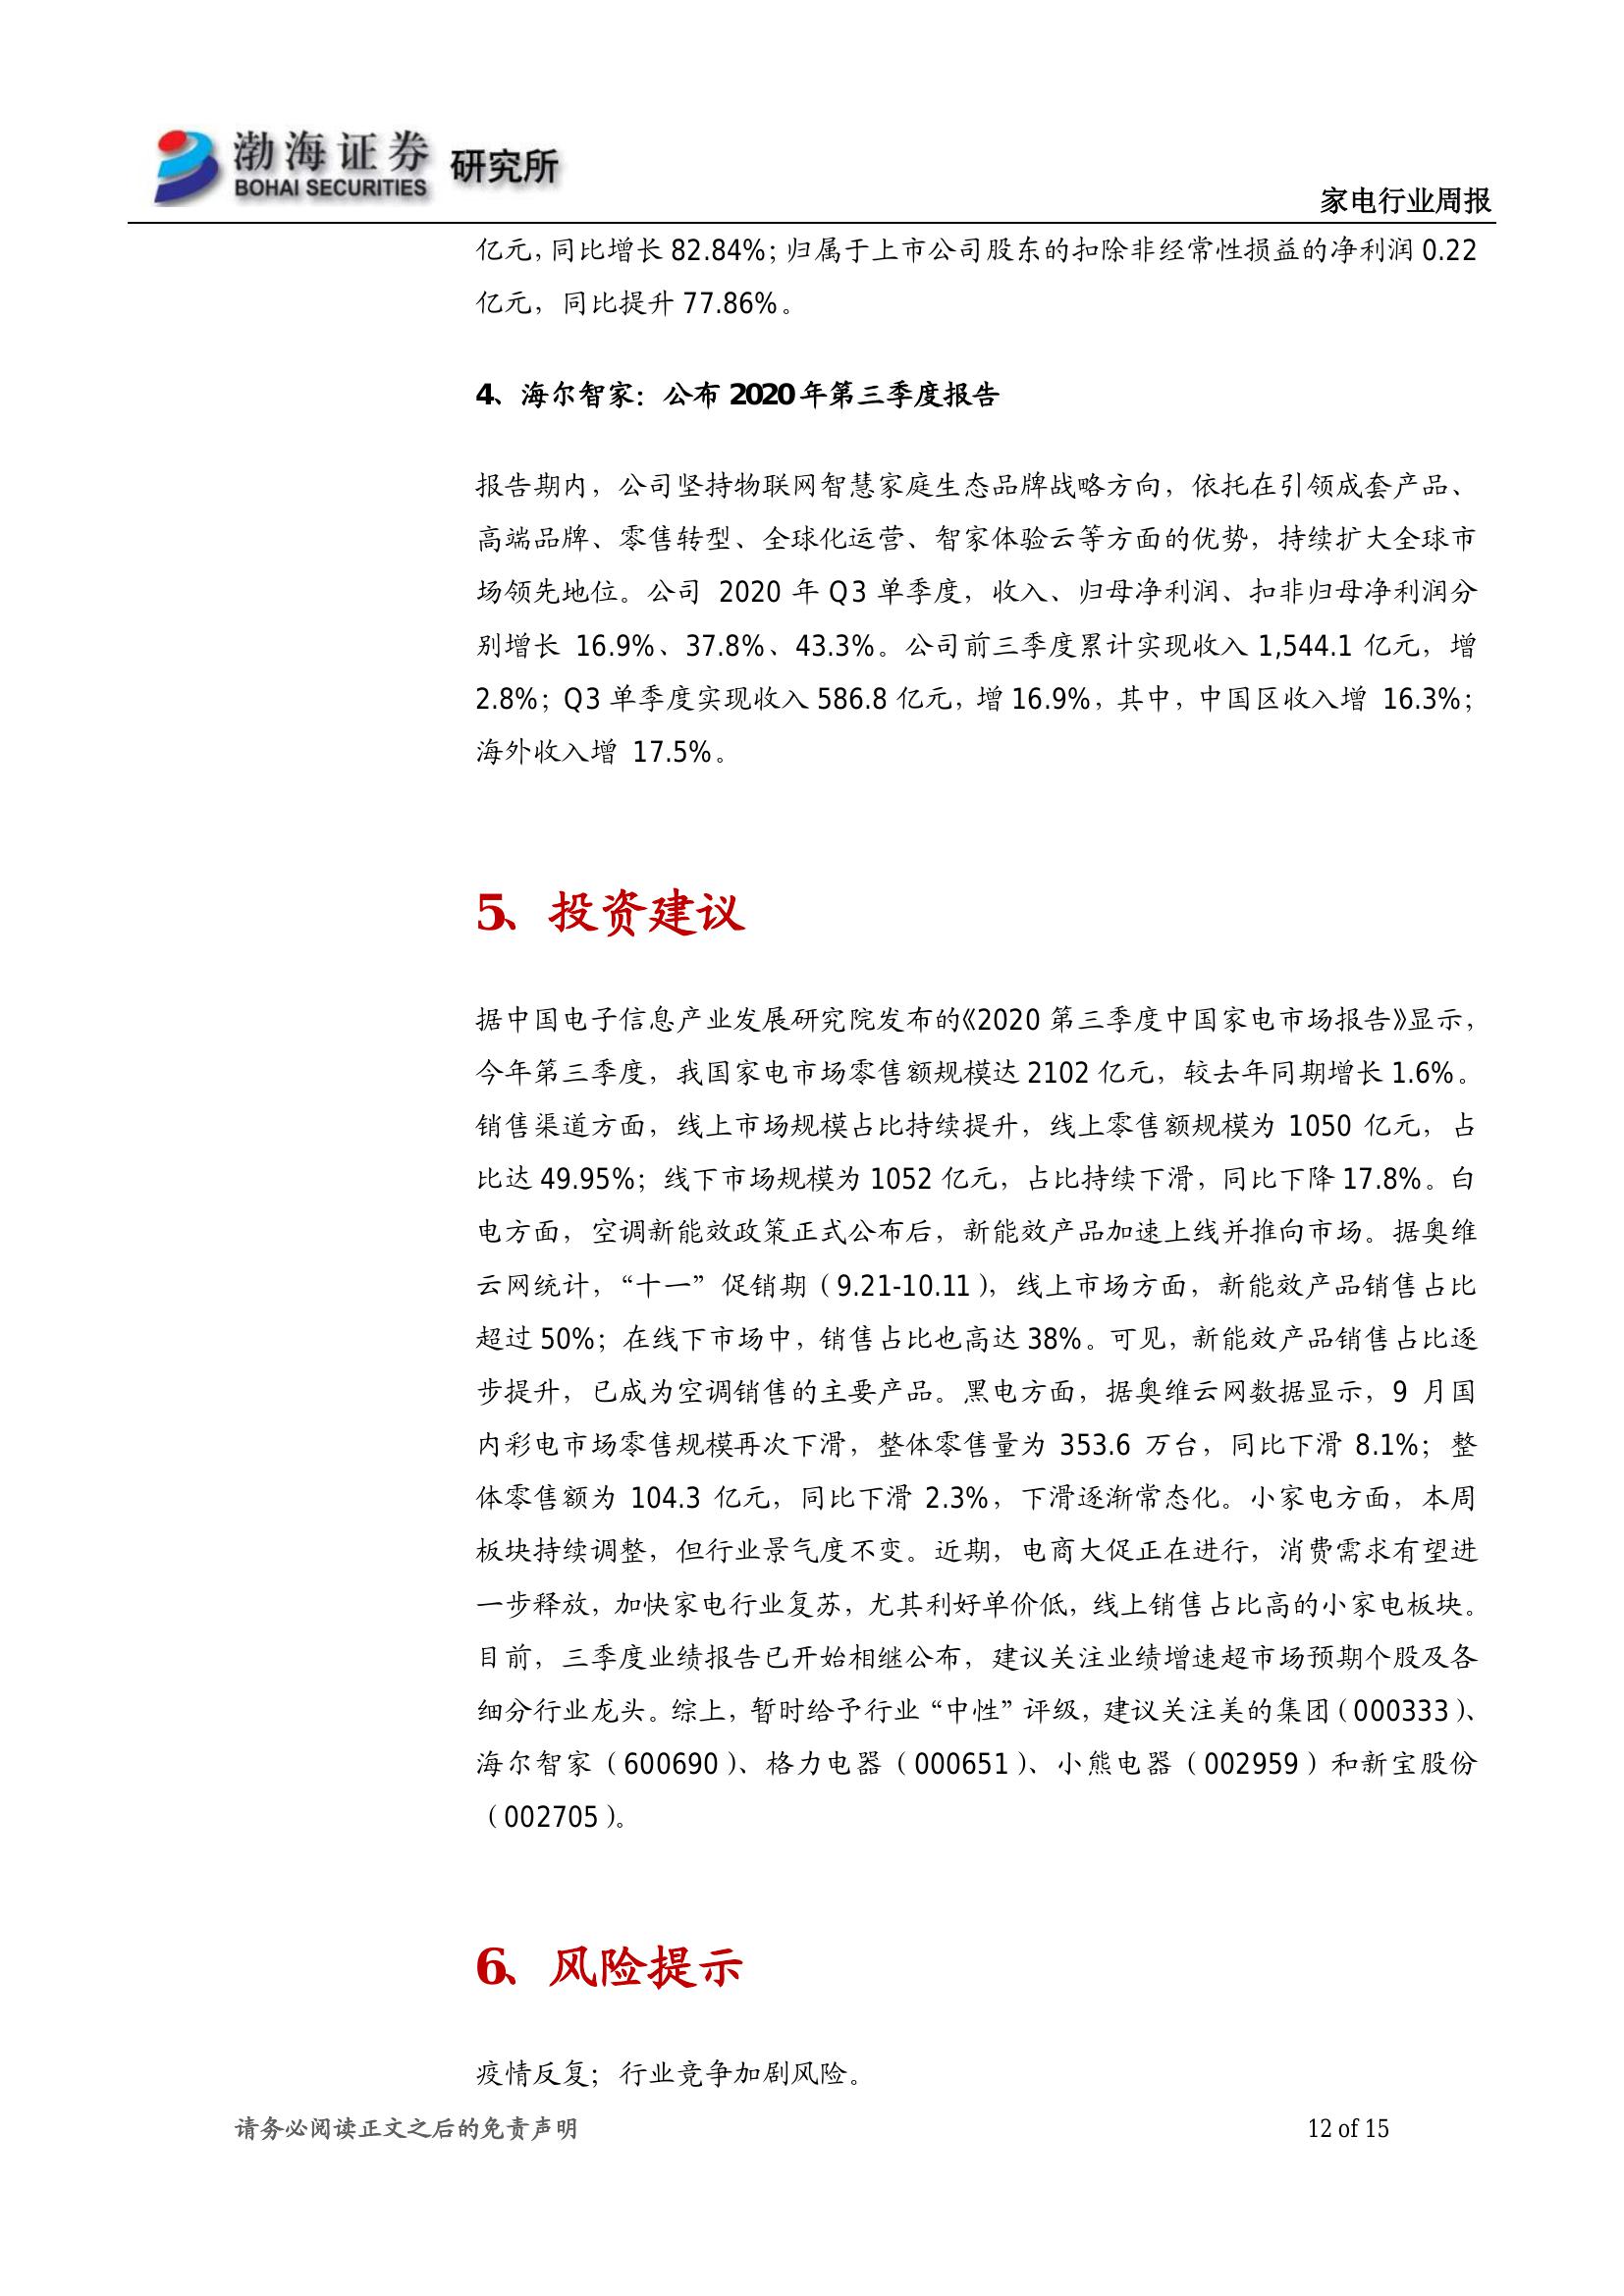 渤海证券 研究所
BOHAI SECURITIES
家电行业周报
亿元，同比增长 82.84%；归属于上市公司股东的扣除非经常性损益的净利润 0.22
亿元，同比提升 77.86%。
4、海尔智家：公布 2020 年第三季度报告
报告期内，公司坚持物联网智慧家庭生态品牌战略方向，依托在引领成套产品、
高端品牌、零售转型、全球化运营、智家体验云等方面的优势，持续扩大全球市
场领先地位。公司 2020 年 Q3 单季度，收入、归母净利润、扣非归母净利润分
别增长 16.9%、37.8%、43.3%。公司前三季度累计实现收入 1,544.1 亿元，增
2.8%；Q3 单季度实现收入 586.8 亿元，增 16.9%，其中，中国区收入增 16.3%；
海外收入增 17.5%。
5、投资建议
据中国电子信息产业发展研究院发布的《2020 第三季度中国家电市场报告》显示，
今年第三季度，我国家电市场零售额规模达 2102 亿元，较去年同期增长 1.6%。
销售渠道方面，线上市场规模占比持续提升，线上零售额规模为 1050 亿元，占
比达 49.95%；线下市场规模为 1052 亿元，占比持续下滑，同比下降 17.8%。白
电方面，空调新能效政策正式公布后，新能效产品加速上线并推向市场。据奥维
云网统计，“十一” 促销期（9.21-10.11），线上市场方面，新能效产品销售占比
超过 50%；在线下市场中，销售占比也高达 38%。可见，新能效产品销售占比逐
步提升，已成为空调销售的主要产品。黑电方面，据奥维云网数据显示，9 月国
内彩电市场零售规模再次下滑，整体零售量为 353.6 万台，同比下滑 8.1%；整
体零售额为 104.3 亿元，同比下滑 2.3%，下滑逐渐常态化。小家电方面，本周
板块持续调整，但行业景气度不变。近期，电商大促正在进行，消费需求有望进
一步释放，加快家电行业复苏，尤其利好单价低，线上销售占比高的小家电板块。
目前，三季度业绩报告已开始相继公布，建议关注业绩增速超市场预期个股及各
细分行业龙头。综上，暂时给予行业“中性”评级，建议关注美的集团（000333）、
海尔智家（600690）、格力电器（000651）、小熊电器（002959）和新宝股份
（002705）。
6、风险提示
疫情反复；行业竞争加剧风险。
请务必阅读正文之后的免责声明 12 of 15